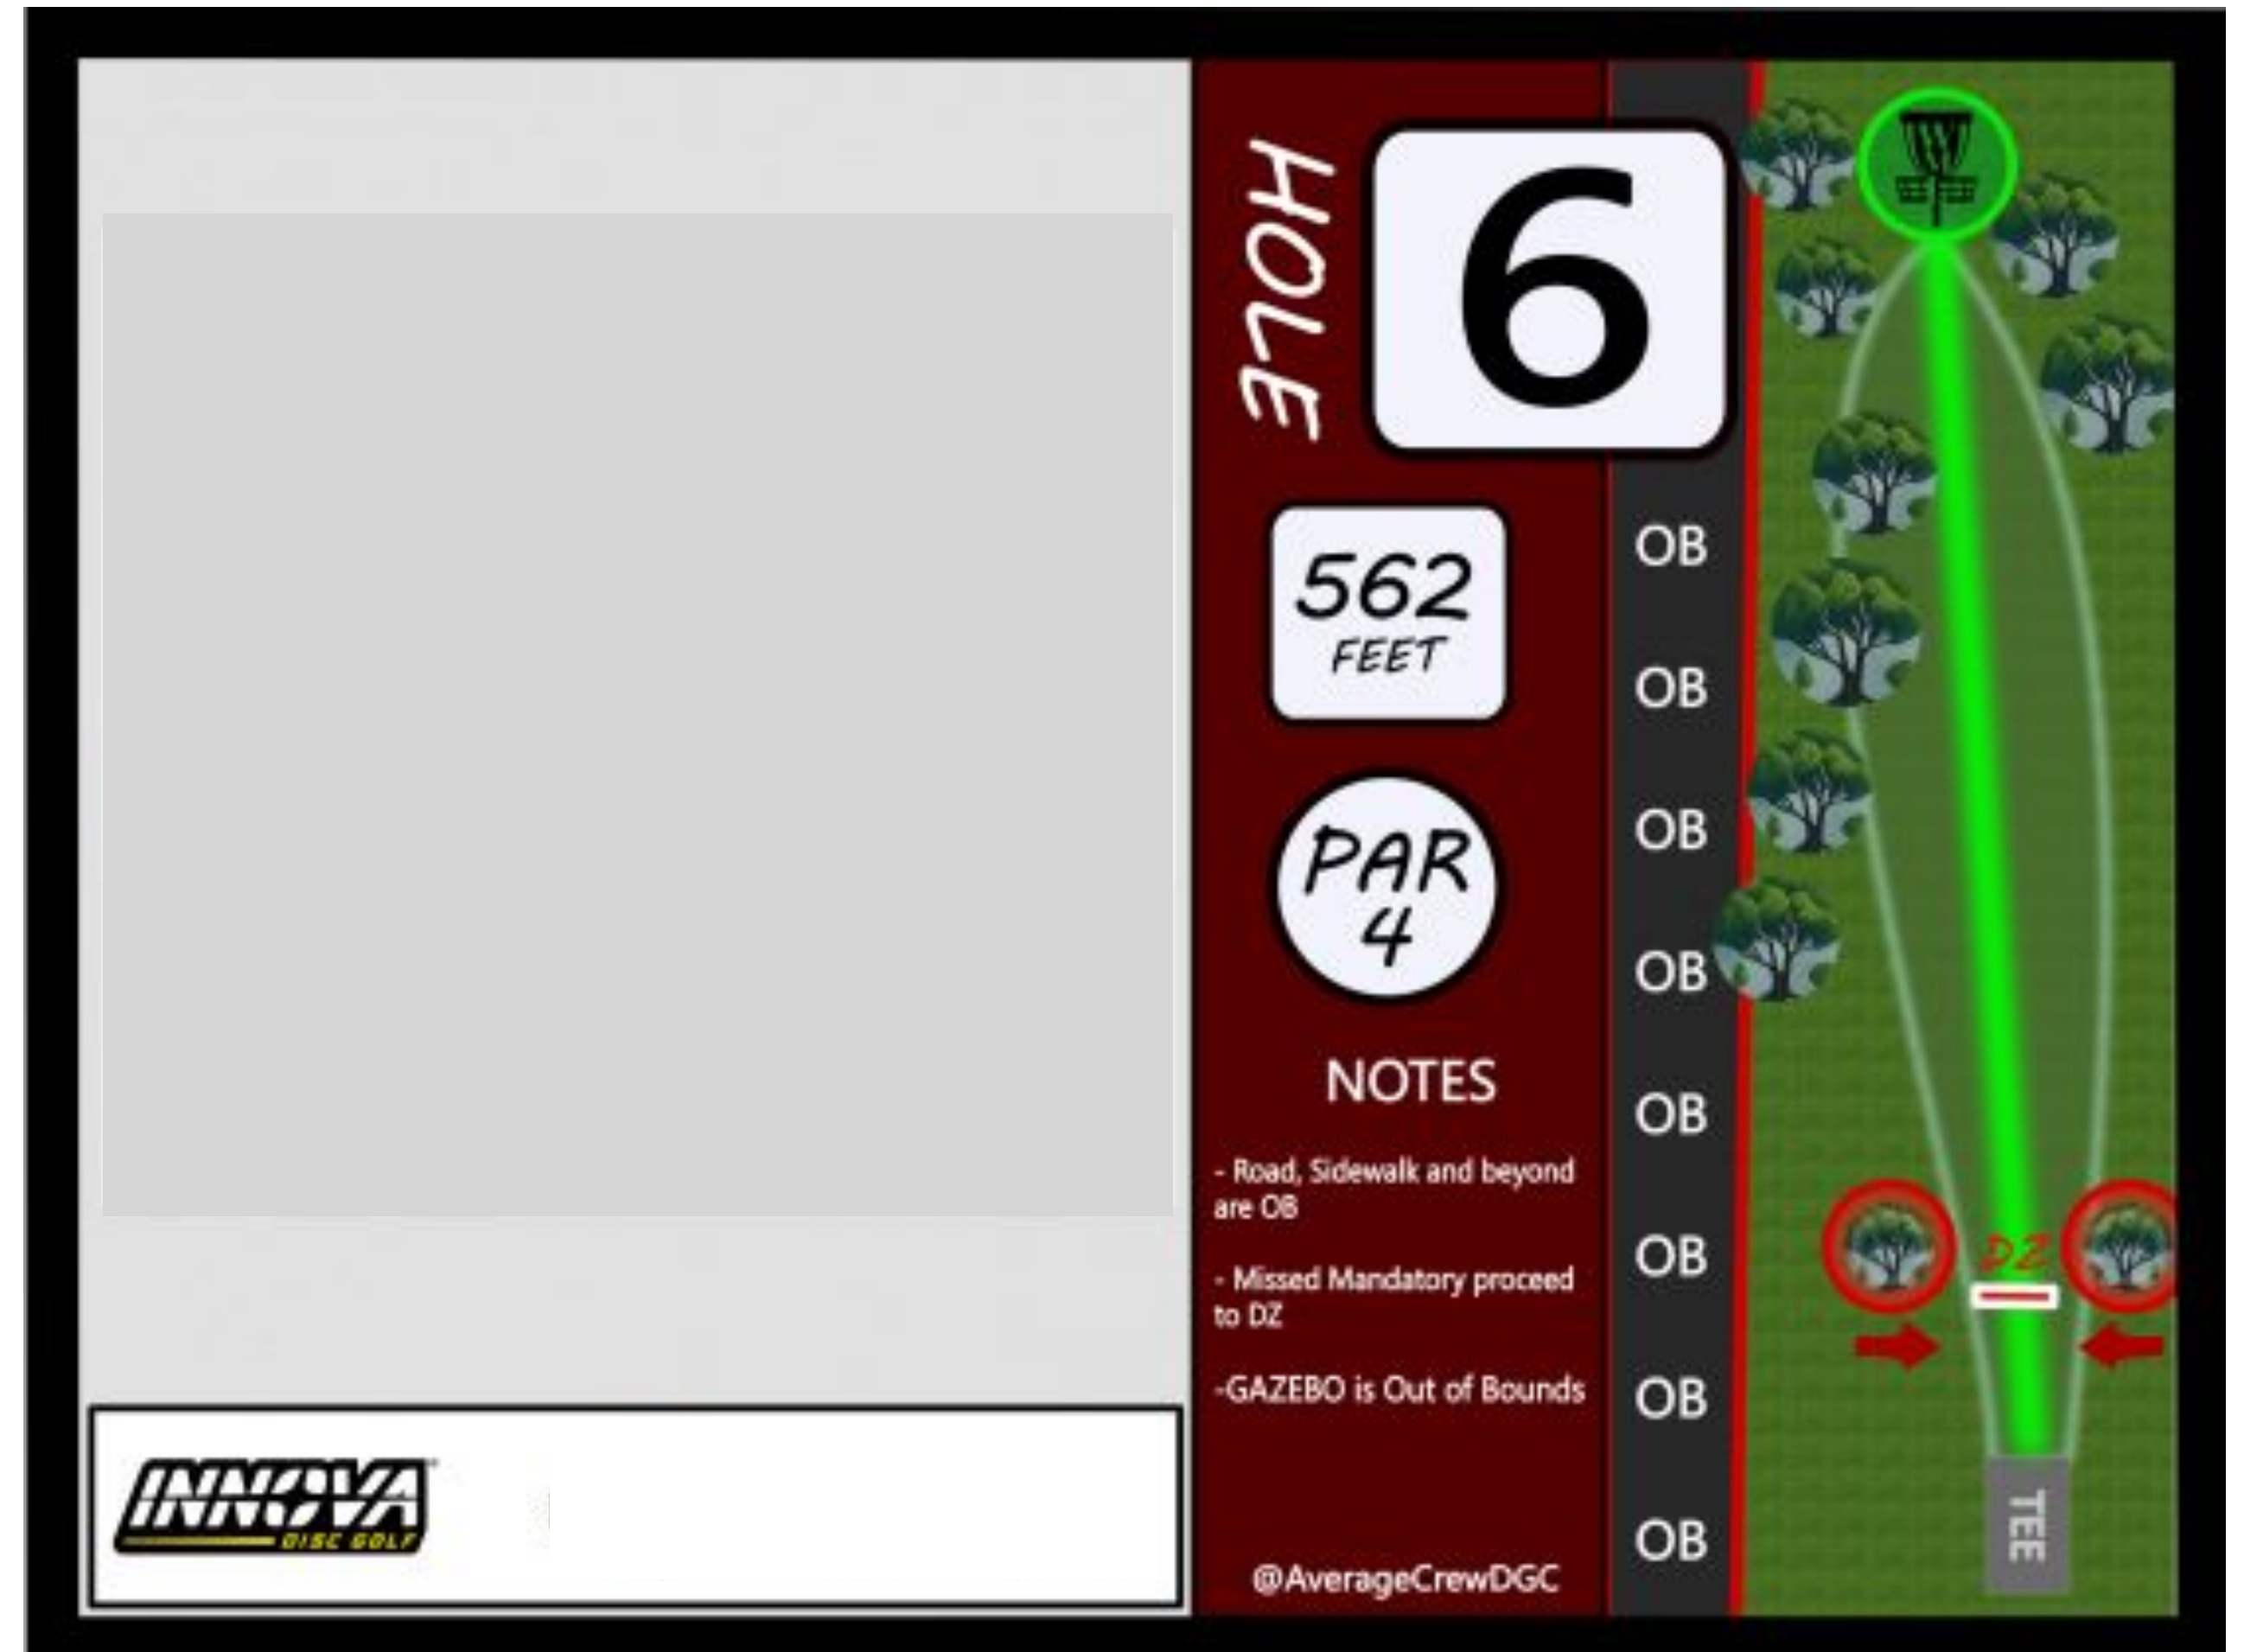 HOLE
6
562
FEET
PAR
4
NOTES
- Road, Sidewalk and beyond
are OB
- Missed Mandatory proceed
to DZ
-GAZEBO is Out of Bounds
@AverageCrewDGC
OB
OB
OB
OB
OB
OB
OB
OB
DZ
TEE
INNOVA
DISC GOLF